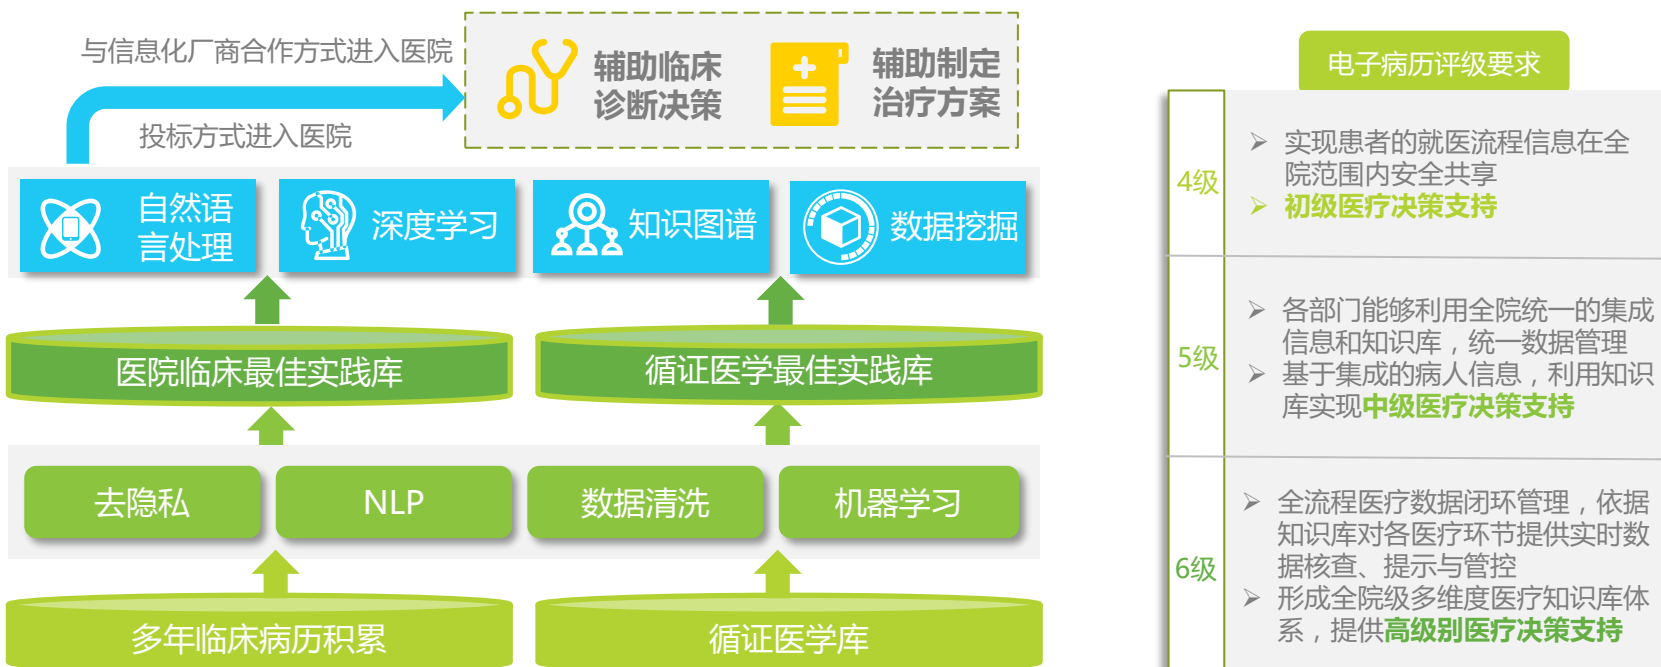 与信息化厂商合作方式进入医院
投标方式进入医院
辅助临床
诊断决策
辅助制定
治疗方案
自然语
言处理
深度学习
知识图谱
数据挖掘
医院临床最佳实践库
循证医学最佳实践库
去隐私
NLP
数据清洗
机器学习
多年临床病历积累
循证医学库
电子病历评级要求
4级
实现患者的就医流程信息在全
院范围内安全共享
初级医疗决策支持
5级
各部门能够利用全院统一的集成
信息和知识库，统一数据管理
基于集成的病人信息，利用知识
库实现中级医疗决策支持
6级
全流程医疗数据闭环管理，依据
知识库对各医疗环节提供实时数
据核查、提示与管控
形成全院级多维度医疗知识库体
系，提供高级别医疗决策支持